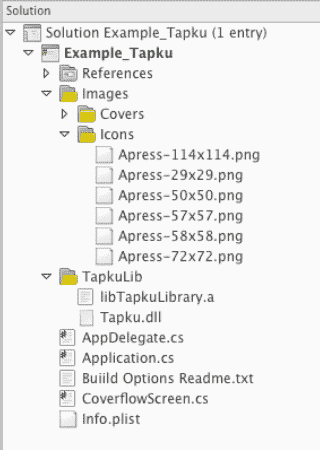 Solution
Solution Example_Tapku (1 entry)
Example_Tapku
References
Images
Covers
Icons
Apress-114x114.png
Apress-29x29.png
Apress-50x50.png
Apress-57x57.png
Apress-58x58.png
Apress-72x72.png
TapkuLib
libTapkuLibrary.a
Tapku.dll
AppDelegate.cs
Application.cs
Buiild Options Readme.txt
CoverflowScreen.cs
Info.plist